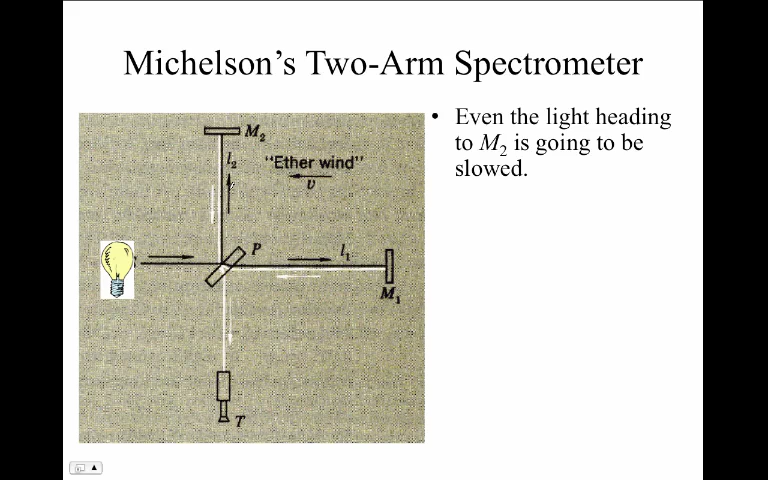 Michelson's Two-Arm Spectrometer
• Even the light heading
to M₂ is going to be
slowed.
M₂
l₂
"Ether wind"
v
P
l₁
M₁
T